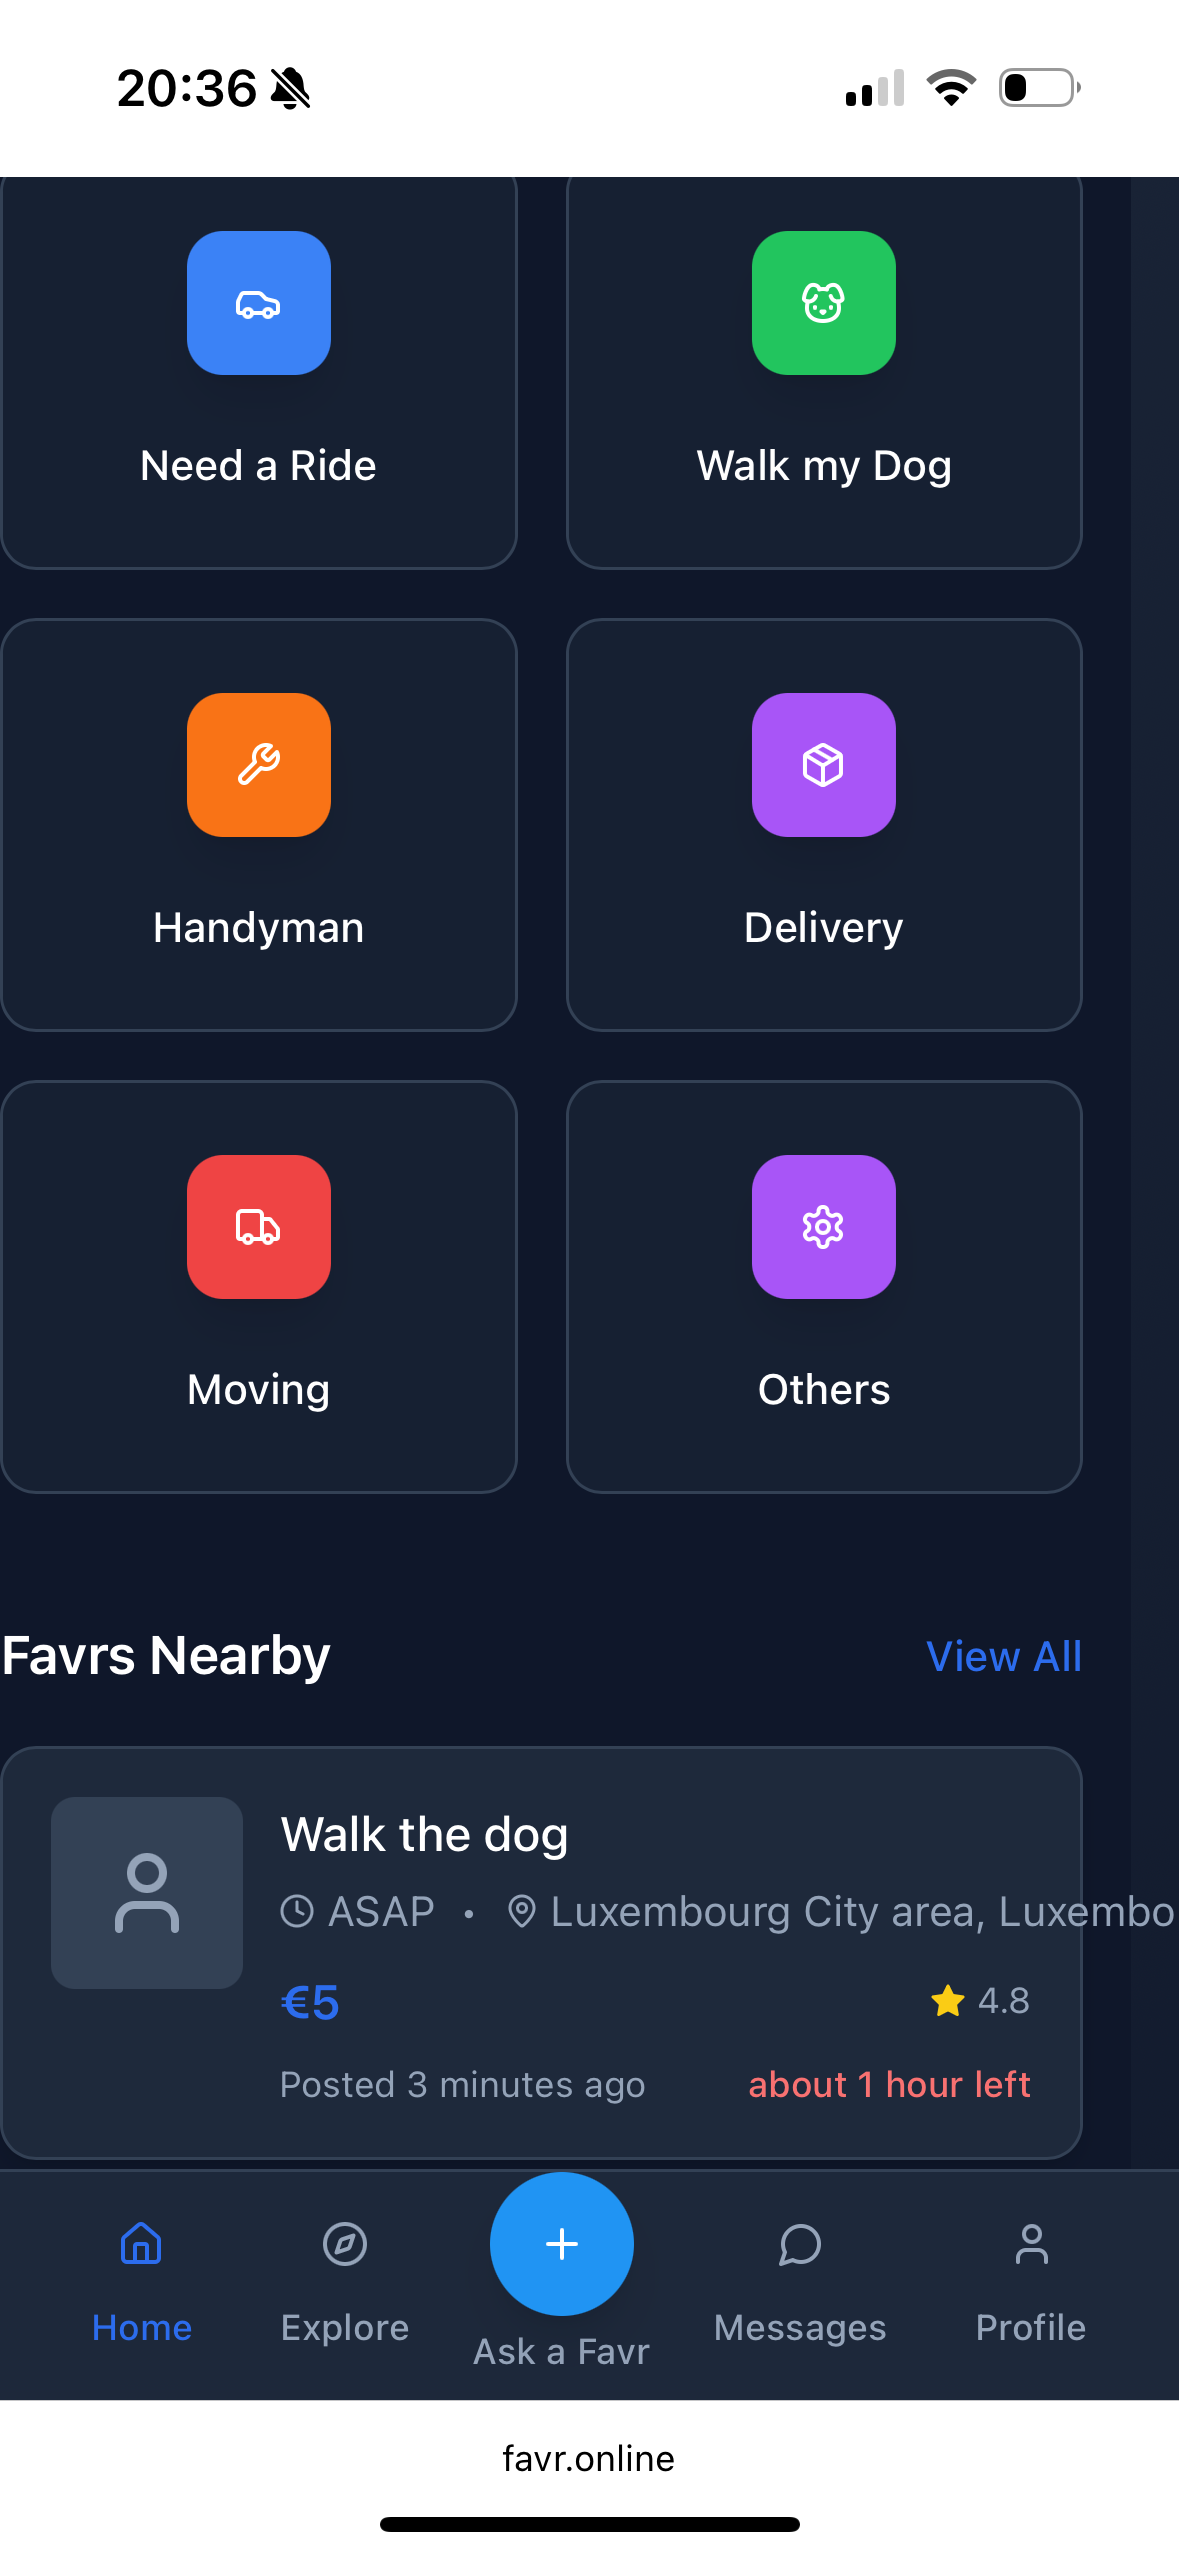 20:36
Need a Ride
Walk my Dog
Handyman
Delivery
Moving
Others
Favrs Nearby
View All
Walk the dog
ASAP • Luxembourg City area, Luxembo
€5
4.8
Posted 3 minutes ago
about 1 hour left
Home
Explore
Ask a Favr
Messages
Profile
favr.online